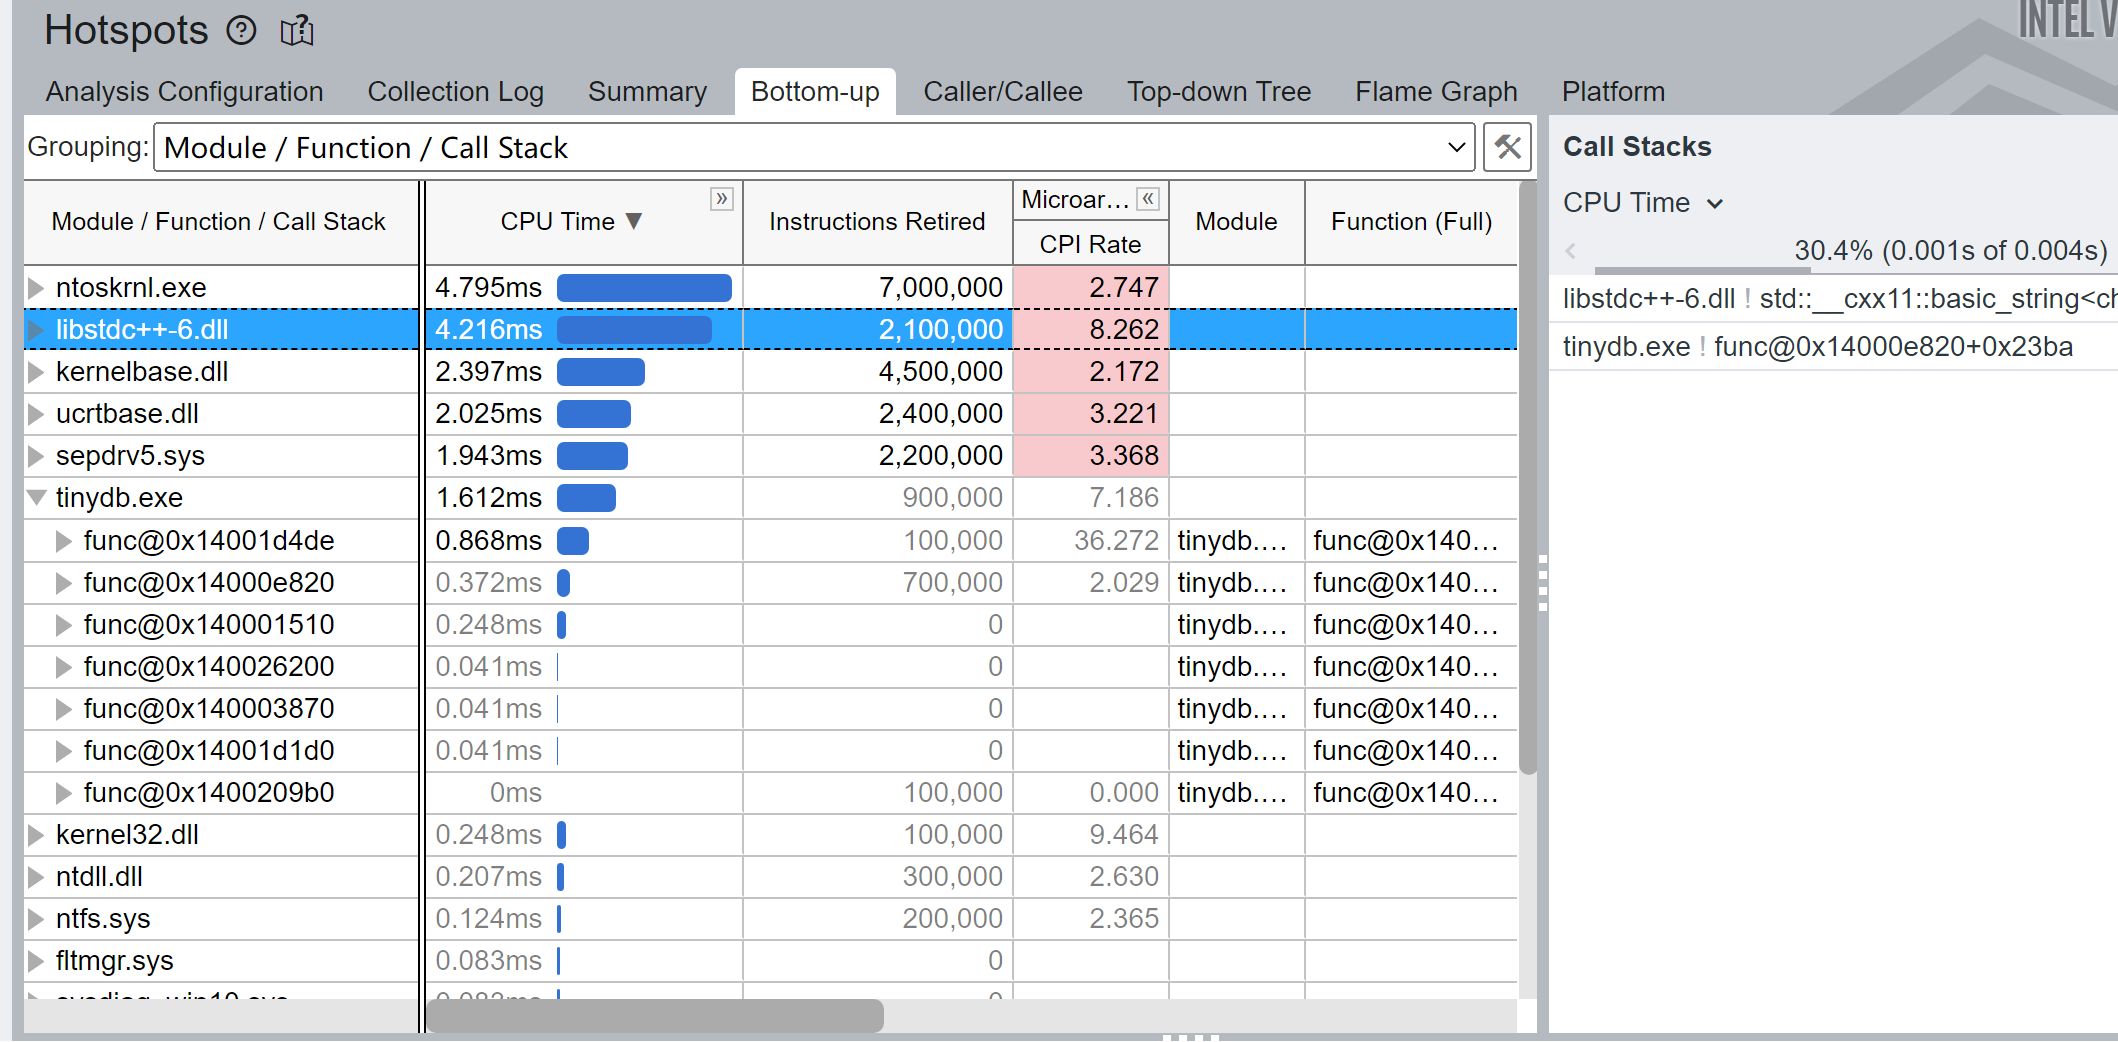 Hotspots
INTEL V
Analysis Configuration Collection Log Summary Bottom-up Caller/Callee Top-down Tree Flame Graph Platform
Grouping: Module / Function / Call Stack
Module / Function / Call Stack CPU Time Instructions Retired Microar... CPI Rate Module Function (Full)
ntoskrnl.exe 4.795ms 7,000,000 2.747
libstdc++-6.dll 4.216ms 2,100,000 8.262
kernelbase.dll 2.397ms 4,500,000 2.172
ucrtbase.dll 2.025ms 2,400,000 3.221
sepdrv5.sys 1.943ms 2,200,000 3.368
tinydb.exe 1.612ms 900,000 7.186
func@0x14001d4de 0.868ms 100,000 36.272 tinydb.... func@0x140...
func@0x14000e820 0.372ms 700,000 2.029 tinydb.... func@0x140...
func@0x140001510 0.248ms 0 tinydb.... func@0x140...
func@0x140026200 0.041ms 0 tinydb.... func@0x140...
func@0x140003870 0.041ms 0 tinydb.... func@0x140...
func@0x14001d1d0 0.041ms 0 tinydb.... func@0x140...
func@0x1400209b0 0ms 100,000 0.000 tinydb.... func@0x140...
kernel32.dll 0.248ms 100,000 9.464
ntdll.dll 0.207ms 300,000 2.630
ntfs.sys 0.124ms 200,000 2.365
fltmgr.sys 0.083ms 0
Call Stacks
CPU Time
30.4% (0.001s of 0.004s)
libstdc++-6.dll ! std::__cxx11::basic_string<ch
tinydb.exe ! func@0x14000e820+0x23ba